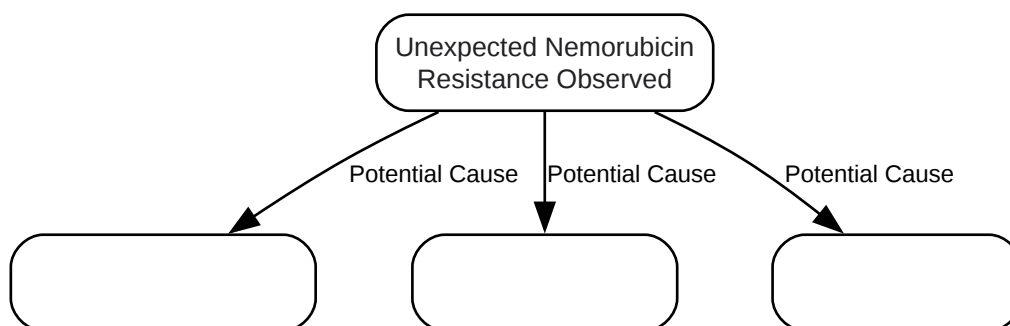 Unexpected Nemorubicin
Resistance Observed
Potential Cause
Potential Cause
Potential Cause